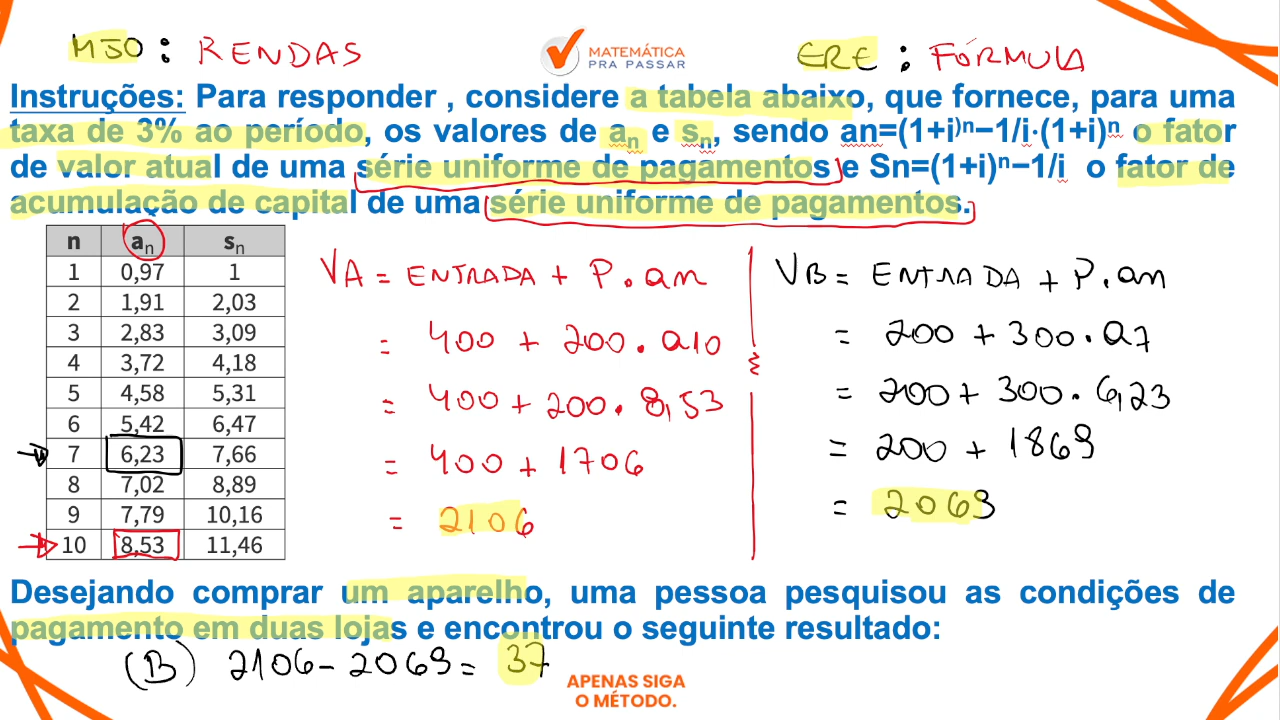 MJO : RENDAS
MATEMÁTICA
PRA PASSAR
ERE : FÓRMULA
Instruções: Para responder , considere a tabela abaixo, que fornece, para uma
taxa de 3% ao período, os valores de an e sn, sendo an=(1+i)ⁿ−1/i·(1+i)ⁿ o fator
de valor atual de uma série uniforme de pagamentos e Sn=(1+i)ⁿ−1/i o fator de
acumulação de capital de uma série uniforme de pagamentos.
n an sn
1 0,97 1
2 1,91 2,03
3 2,83 3,09
4 3,72 4,18
5 4,58 5,31
6 5,42 6,47
7 6,23 7,66
8 7,02 8,89
9 7,79 10,16
10 8,53 11,46
VA = ENTRADA + P.an
= 400 + 200.a10
= 400 + 200.8,53
= 400 + 1706
= 2106
VB = ENTRADA + P.an
= 200 + 300.a7
= 200 + 300.6,23
= 200 + 1869
= 2069
Desejando comprar um aparelho, uma pessoa pesquisou as condições de
pagamento em duas lojas e encontrou o seguinte resultado:
(B) 2106 - 2069 = 37
APENAS SIGA
O MÉTODO.